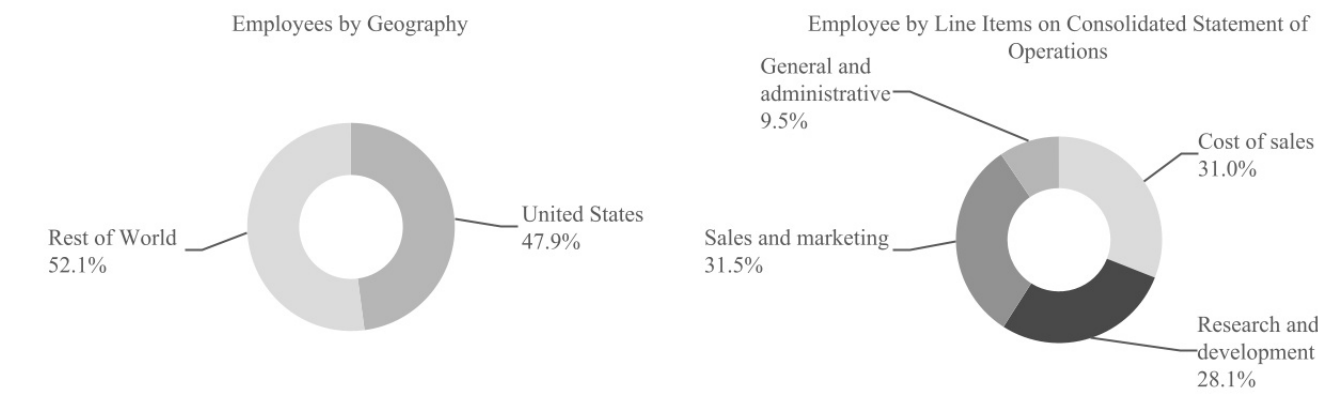 Employees by Geography
United States
47.9%
Rest of World
52.1%
Employee by Line Items on Consolidated Statement of
Operations
General and
administrative
9.5%
Cost of sales
31.0%
Sales and marketing
31.5%
Research and
development
28.1%